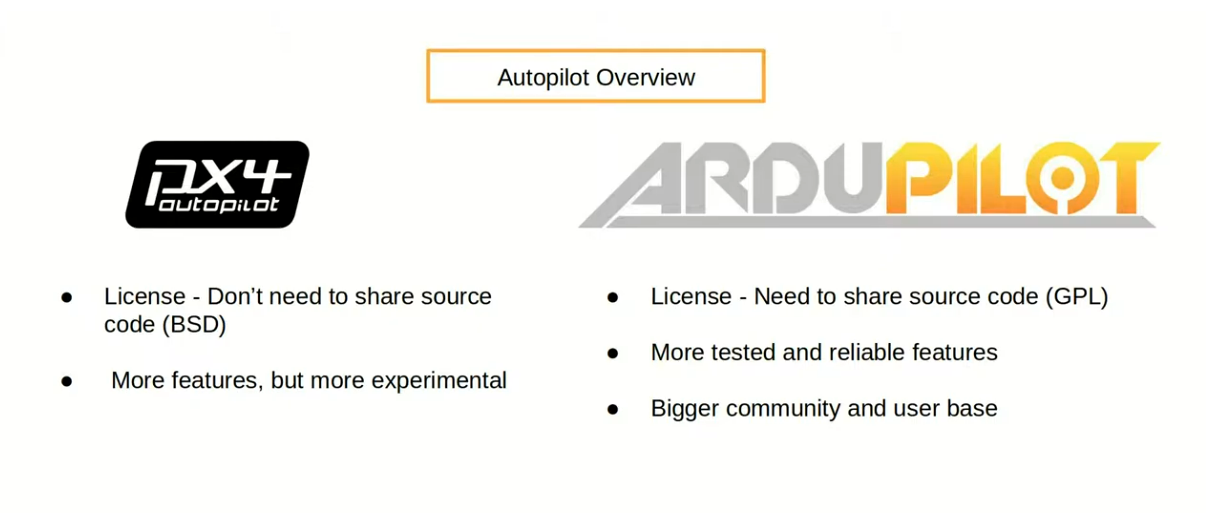 Autopilot Overview
px4
autopilot
ARDUPILOT
● License - Don’t need to share source
code (BSD)
● More features, but more experimental
● License - Need to share source code (GPL)
● More tested and reliable features
● Bigger community and user base